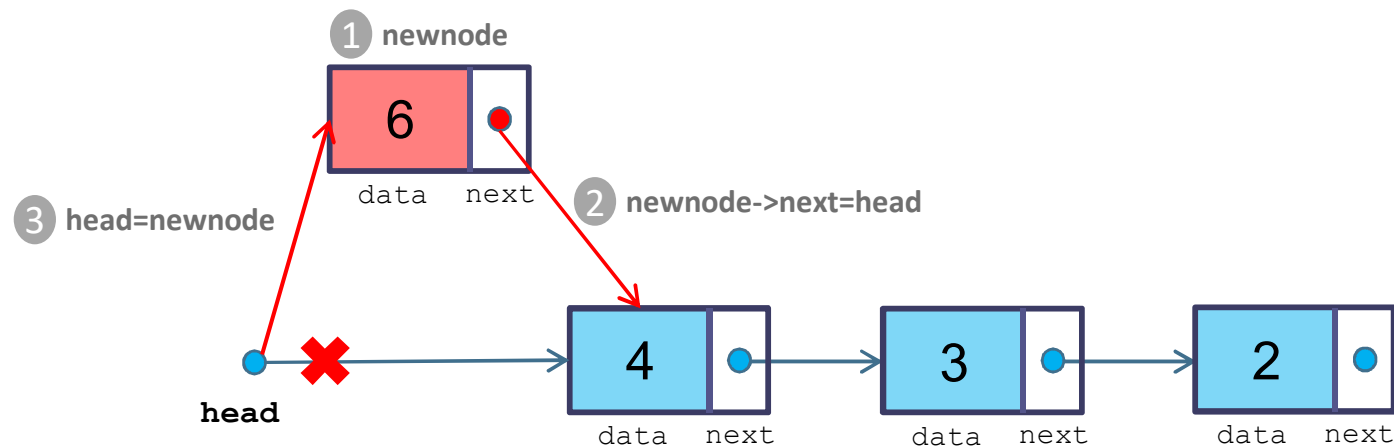 1 newnode
6
data next
2 newnode->next=head
3 head=newnode
4 3 2
head
data next data next data next